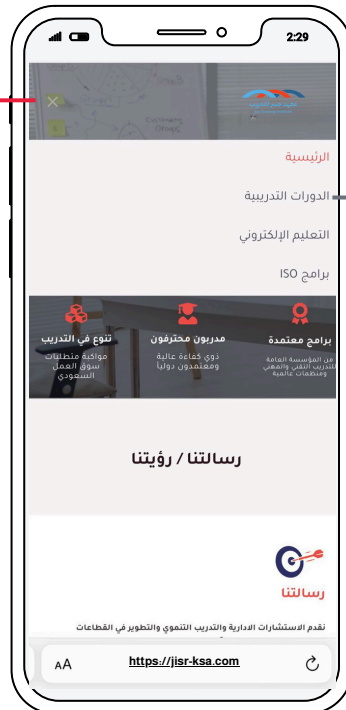 2:29
الرئيسية
الدورات التدريبية
التعليم الإلكتروني
برامج ISO
برامج معتمدة
من المؤسسة العامة
للتدريب التقني والمهني
ومنظمات عالمية
مدربون محترفون
ذوي كفاءة عالية
ومعتمدون دولياً
تنوع في التدريب
مواكبة متطلبات
سوق العمل
السعودي
رسالتنا / رؤيتنا
رسالتنا
نقدم الاستشارات الادارية والتدريب التنموي والتطوير في القطاعات
AA
https://jisr-ksa.com